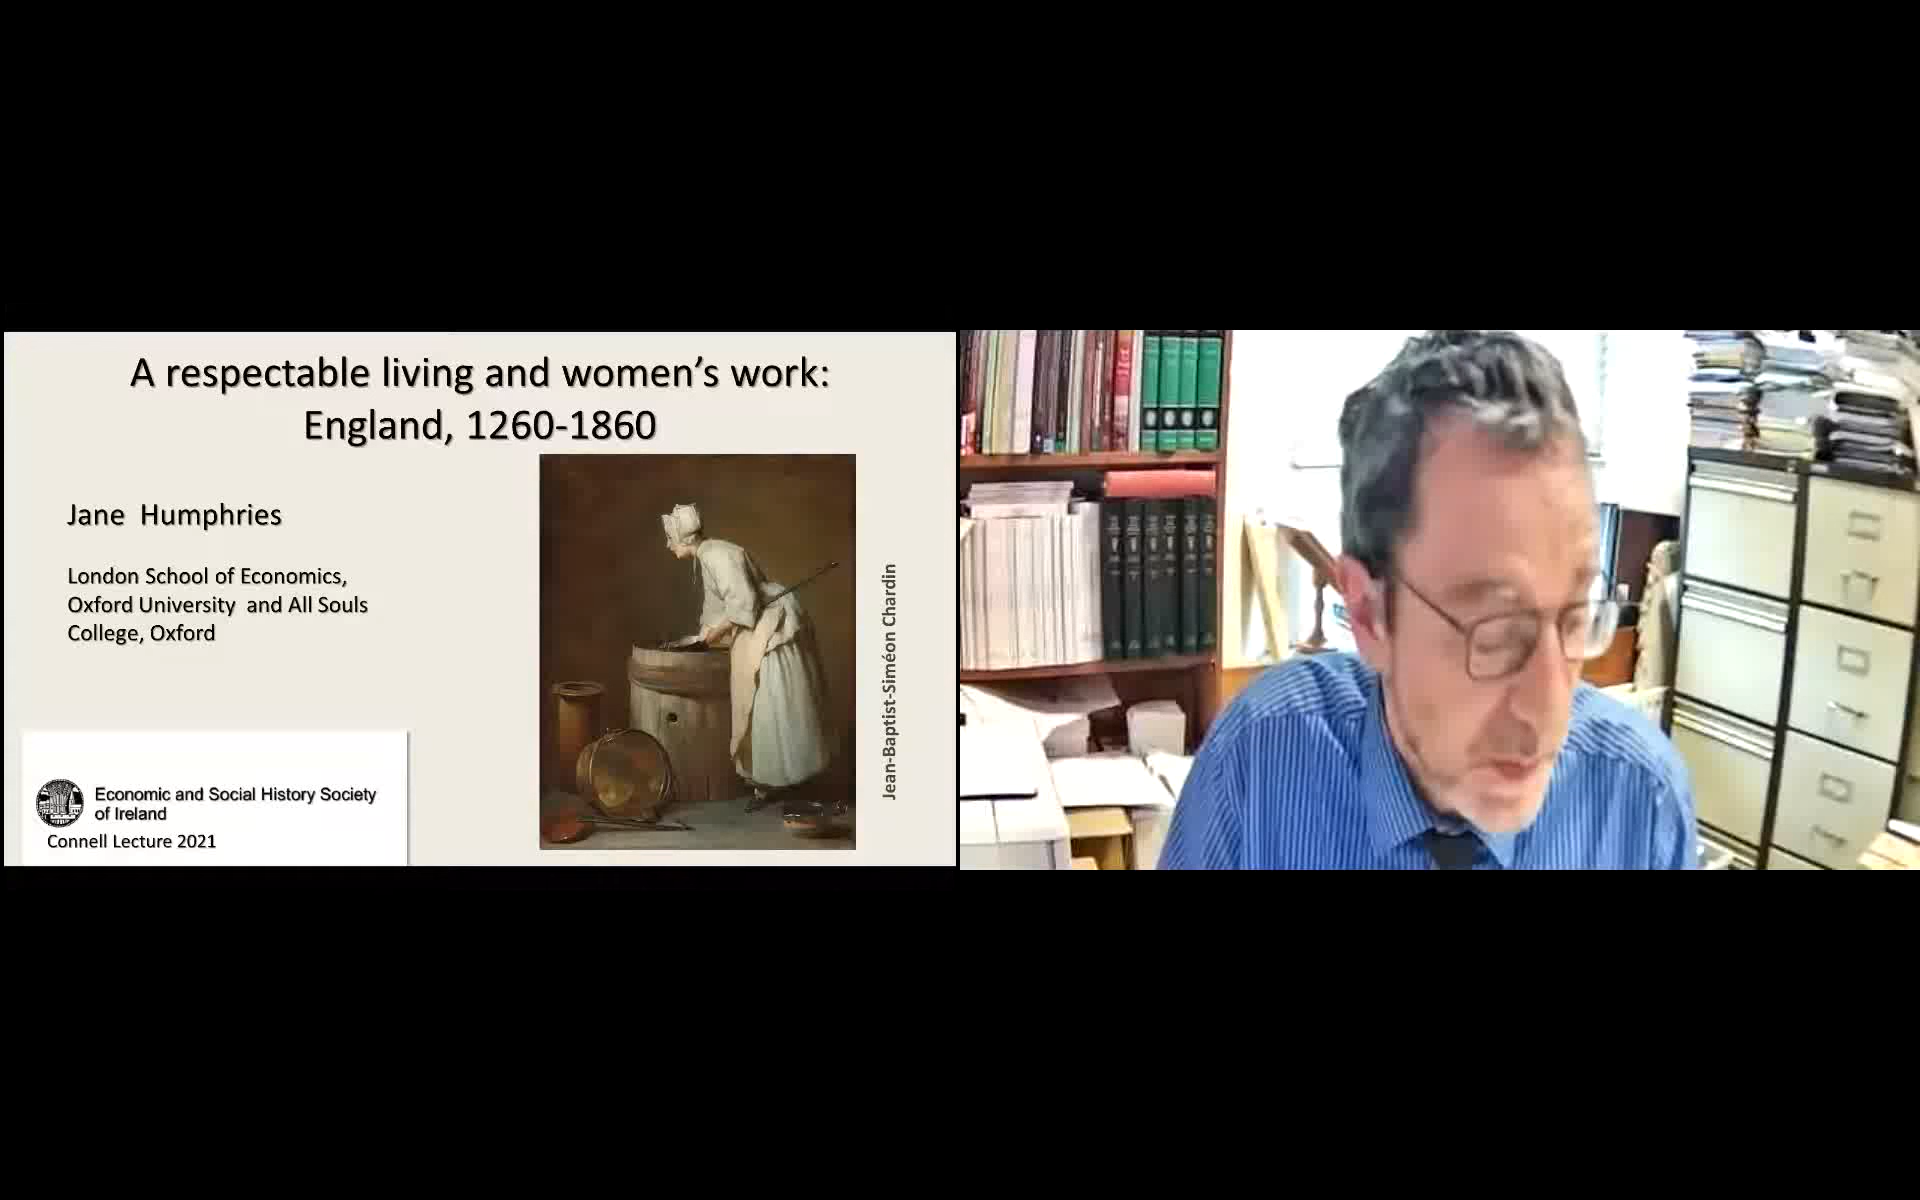 A respectable living and women's work:
England, 1260-1860
Jane Humphries
London School of Economics,
Oxford University and All Souls
College, Oxford
Jean-Baptist-Siméon Chardin
Economic and Social History Society
of Ireland
Connell Lecture 2021